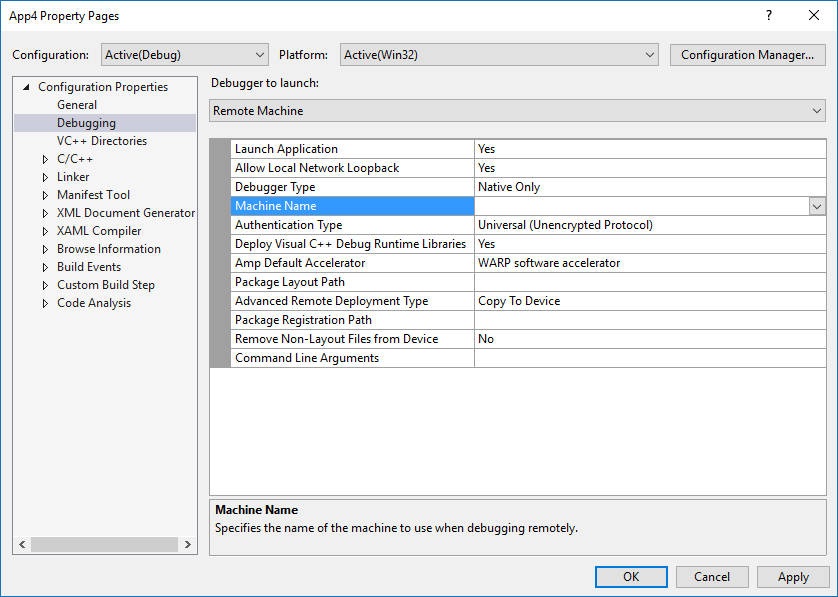 App4 Property Pages
?
Configuration: Active(Debug) Platform: Active(Win32) Configuration Manager...
Configuration Properties
General
Debugging
VC++ Directories
C/C++
Linker
Manifest Tool
XML Document Generator
XAML Compiler
Browse Information
Build Events
Custom Build Step
Code Analysis
Debugger to launch:
Remote Machine
Launch Application Yes
Allow Local Network Loopback Yes
Debugger Type Native Only
Machine Name
Authentication Type Universal (Unencrypted Protocol)
Deploy Visual C++ Debug Runtime Libraries Yes
Amp Default Accelerator WARP software accelerator
Package Layout Path
Advanced Remote Deployment Type Copy To Device
Package Registration Path
Remove Non-Layout Files from Device No
Command Line Arguments
Machine Name
Specifies the name of the machine to use when debugging remotely.
OK Cancel Apply